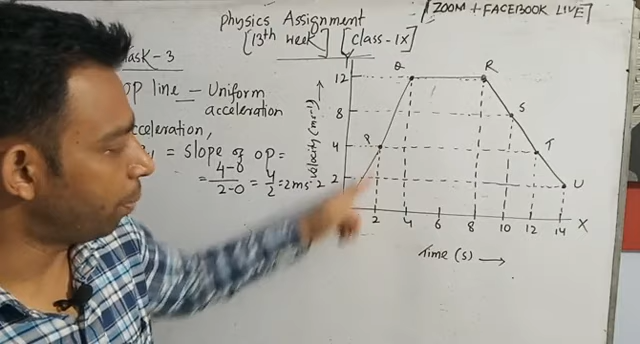 Physics Assignment
[13th week] [Class-IX]
[ZOOM + FACEBOOK LIVE]
ask-3
OP line — Uniform
acceleration
cceleration,
= Slope of OP =
= 4-0/2-0 = 4/2 = 2ms-2
Y
Velocity (ms-1) →
12
8
4
2
Q
R
P
S
T
U
2 4 6 8 10 12 14 X
Time (s) →